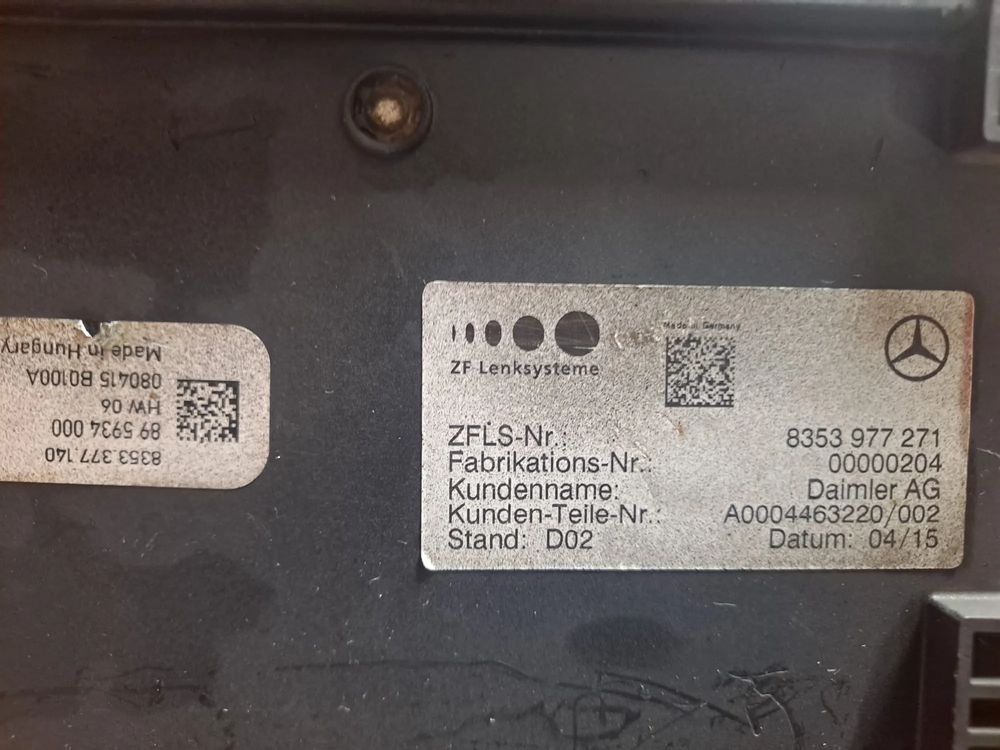 Made in Germany
ZF Lenksysteme
ZFLS-Nr.: 8353 977 271
Fabrikations-Nr.: 00000204
Kundenname: Daimler AG
Kunden-Teile-Nr.: A0004463220/002
Stand: D02 Datum: 04/15
8353 377 140
89 5934 000
HW 06
080415 B0100A
Made in Hungary